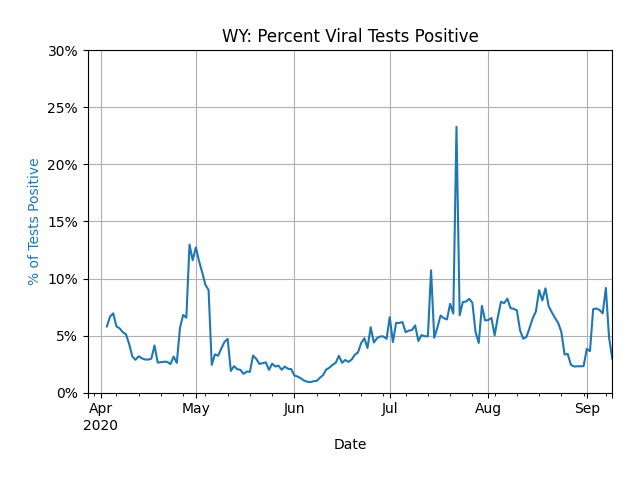 WY: Percent Viral Tests Positive
30%
25%
20%
15%
10%
5%
0%
% of Tests Positive
Apr May Jun Jul Aug Sep
2020
Date